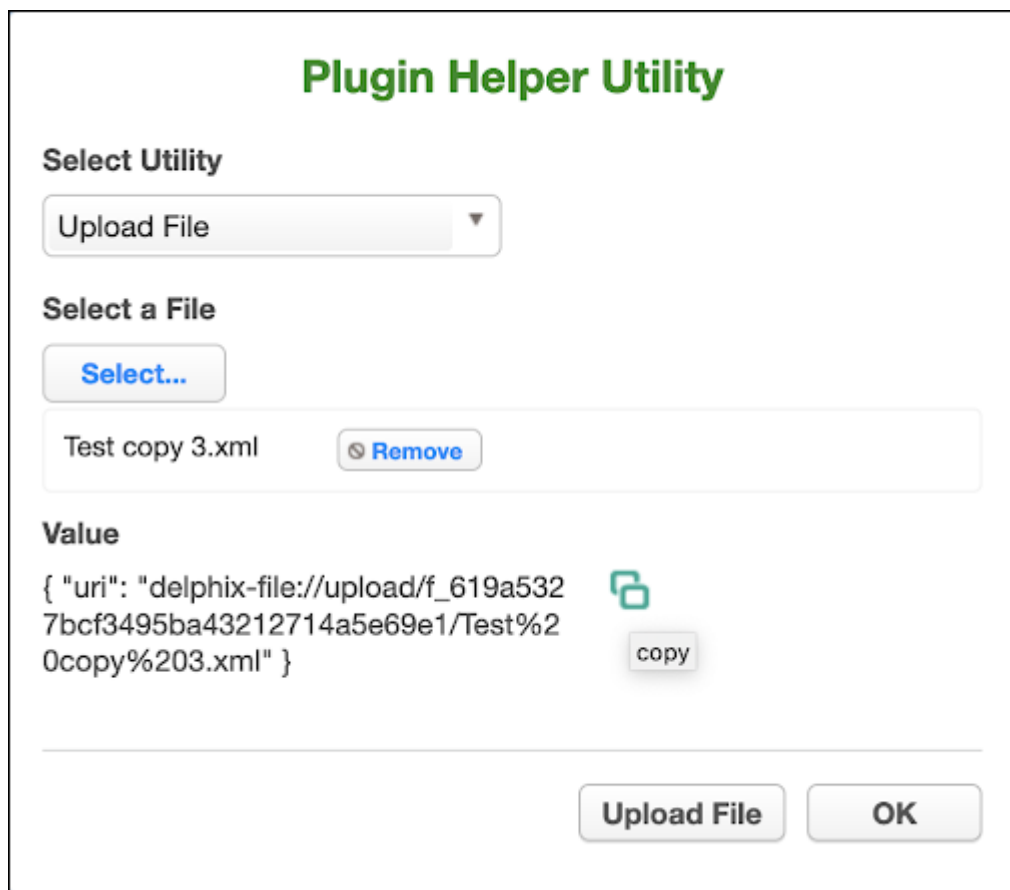 Plugin Helper Utility
Select Utility
Upload File
Select a File
Select...
Test copy 3.xml
Remove
Value
{ "uri": "delphix-file://upload/f_619a532
7bcf3495ba43212714a5e69e1/Test%2
0copy%203.xml" }
copy
Upload File
OK